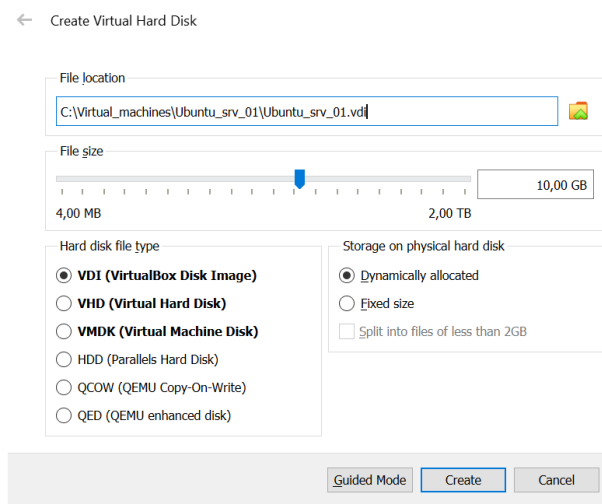 Create Virtual Hard Disk
File location
C:\Virtual_machines\Ubuntu_srv_01\Ubuntu_srv_01.vdi
File size
10,00 GB
4,00 MB 2,00 TB
Hard disk file type
VDI (VirtualBox Disk Image)
VHD (Virtual Hard Disk)
VMDK (Virtual Machine Disk)
HDD (Parallels Hard Disk)
QCOW (QEMU Copy-On-Write)
QED (QEMU enhanced disk)
Storage on physical hard disk
Dynamically allocated
Fixed size
Split into files of less than 2GB
Guided Mode Create Cancel